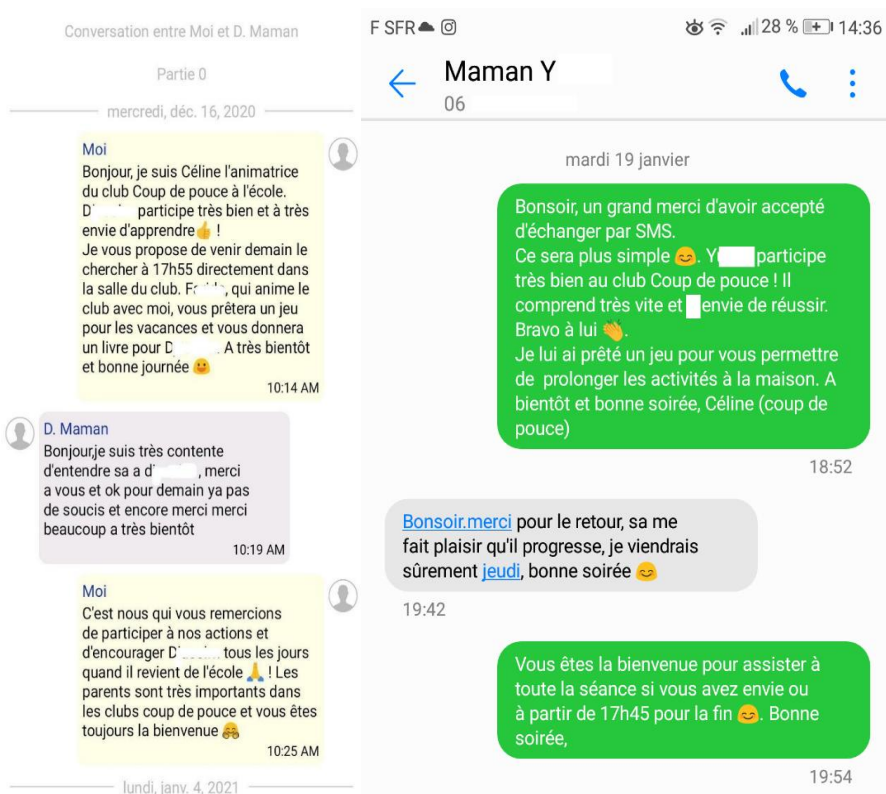 Conversation entre Moi et D. Maman
Partie 0
mercredi, déc. 16, 2020
Moi
Bonjour, je suis Céline l'animatrice
du club Coup de pouce à l'école.
D participe très bien et à très
envie d'apprendre👍 !
Je vous propose de venir demain le
chercher à 17h55 directement dans
la salle du club. F, qui anime le
club avec moi, vous prêtera un jeu
pour les vacances et vous donnera
un livre pour D. A très bientôt
et bonne journée 😃
10:14 AM
D. Maman
Bonjour,je suis très contente
d'entendre sa a d, merci
a vous et ok pour demain ya pas
de soucis et encore merci merci
beaucoup a très bientôt
10:19 AM
Moi
C'est nous qui vous remercions
de participer à nos actions et
d'encourager D tous les jours
quand il revient de l'école 🙏 ! Les
parents sont très importants dans
les clubs coup de pouce et vous êtes
toujours la bienvenue 🤗
10:25 AM
lundi, janv. 4, 2021
F SFR 28 % 14:36
Maman Y
06
mardi 19 janvier
Bonsoir, un grand merci d'avoir accepté
d'échanger par SMS.
Ce sera plus simple 😊. Y participe
très bien au club Coup de pouce ! Il
comprend très vite et envie de réussir.
Bravo à lui 👏.
Je lui ai prêté un jeu pour vous permettre
de prolonger les activités à la maison. A
bientôt et bonne soirée, Céline (coup de
pouce)
18:52
Bonsoir.merci pour le retour, sa me
fait plaisir qu'il progresse, je viendrais
sûrement jeudi, bonne soirée 😊
19:42
Vous êtes la bienvenue pour assister à
toute la séance si vous avez envie ou
à partir de 17h45 pour la fin 😊. Bonne
soirée,
19:54